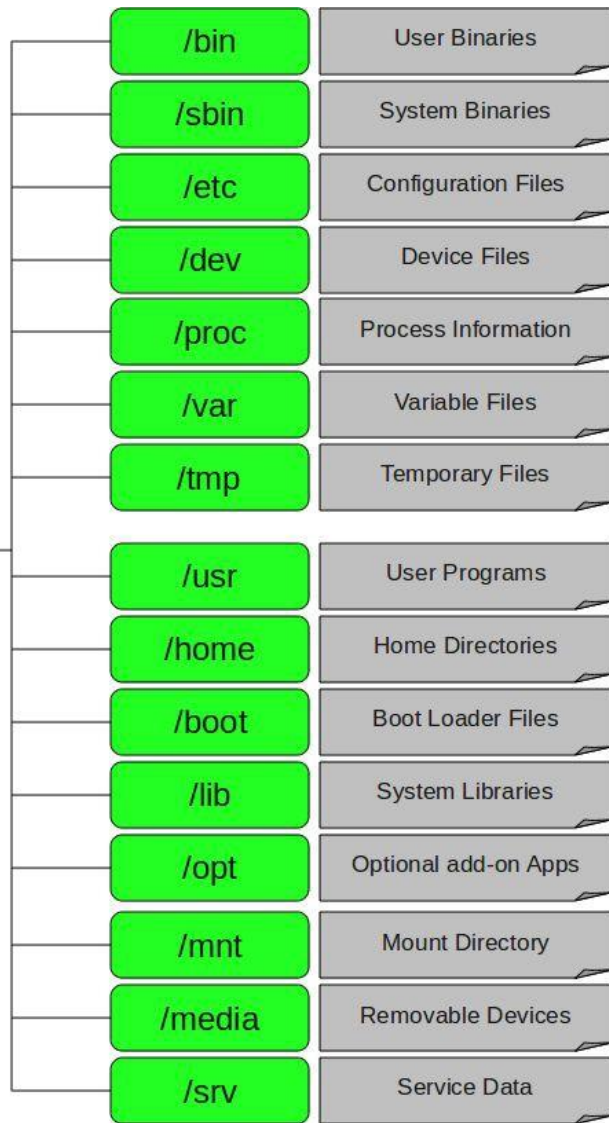 /bin User Binaries
/sbin System Binaries
/etc Configuration Files
/dev Device Files
/proc Process Information
/var Variable Files
/tmp Temporary Files
/usr User Programs
/home Home Directories
/boot Boot Loader Files
/lib System Libraries
/opt Optional add-on Apps
/mnt Mount Directory
/media Removable Devices
/srv Service Data